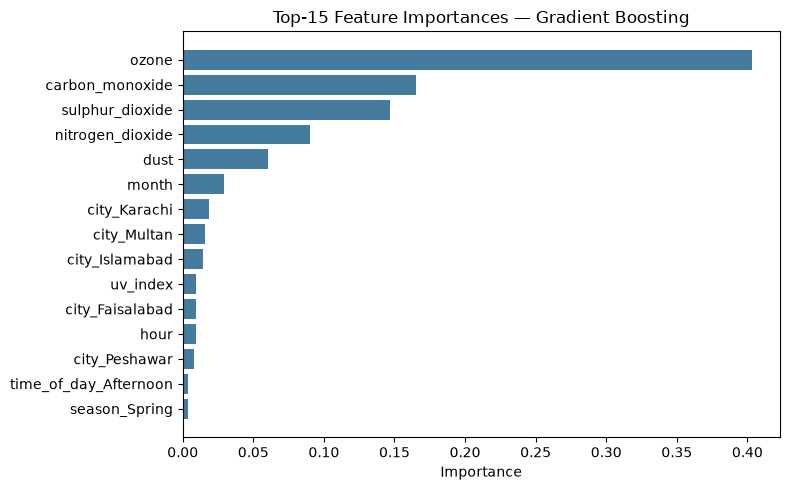 Top-15 Feature Importances — Gradient Boosting
ozone
carbon_monoxide
sulphur_dioxide
nitrogen_dioxide
dust
month
city_Karachi
city_Multan
city_Islamabad
uv_index
city_Faisalabad
hour
city_Peshawar
time_of_day_Afternoon
season_Spring
0.00 0.05 0.10 0.15 0.20 0.25 0.30 0.35 0.40
Importance